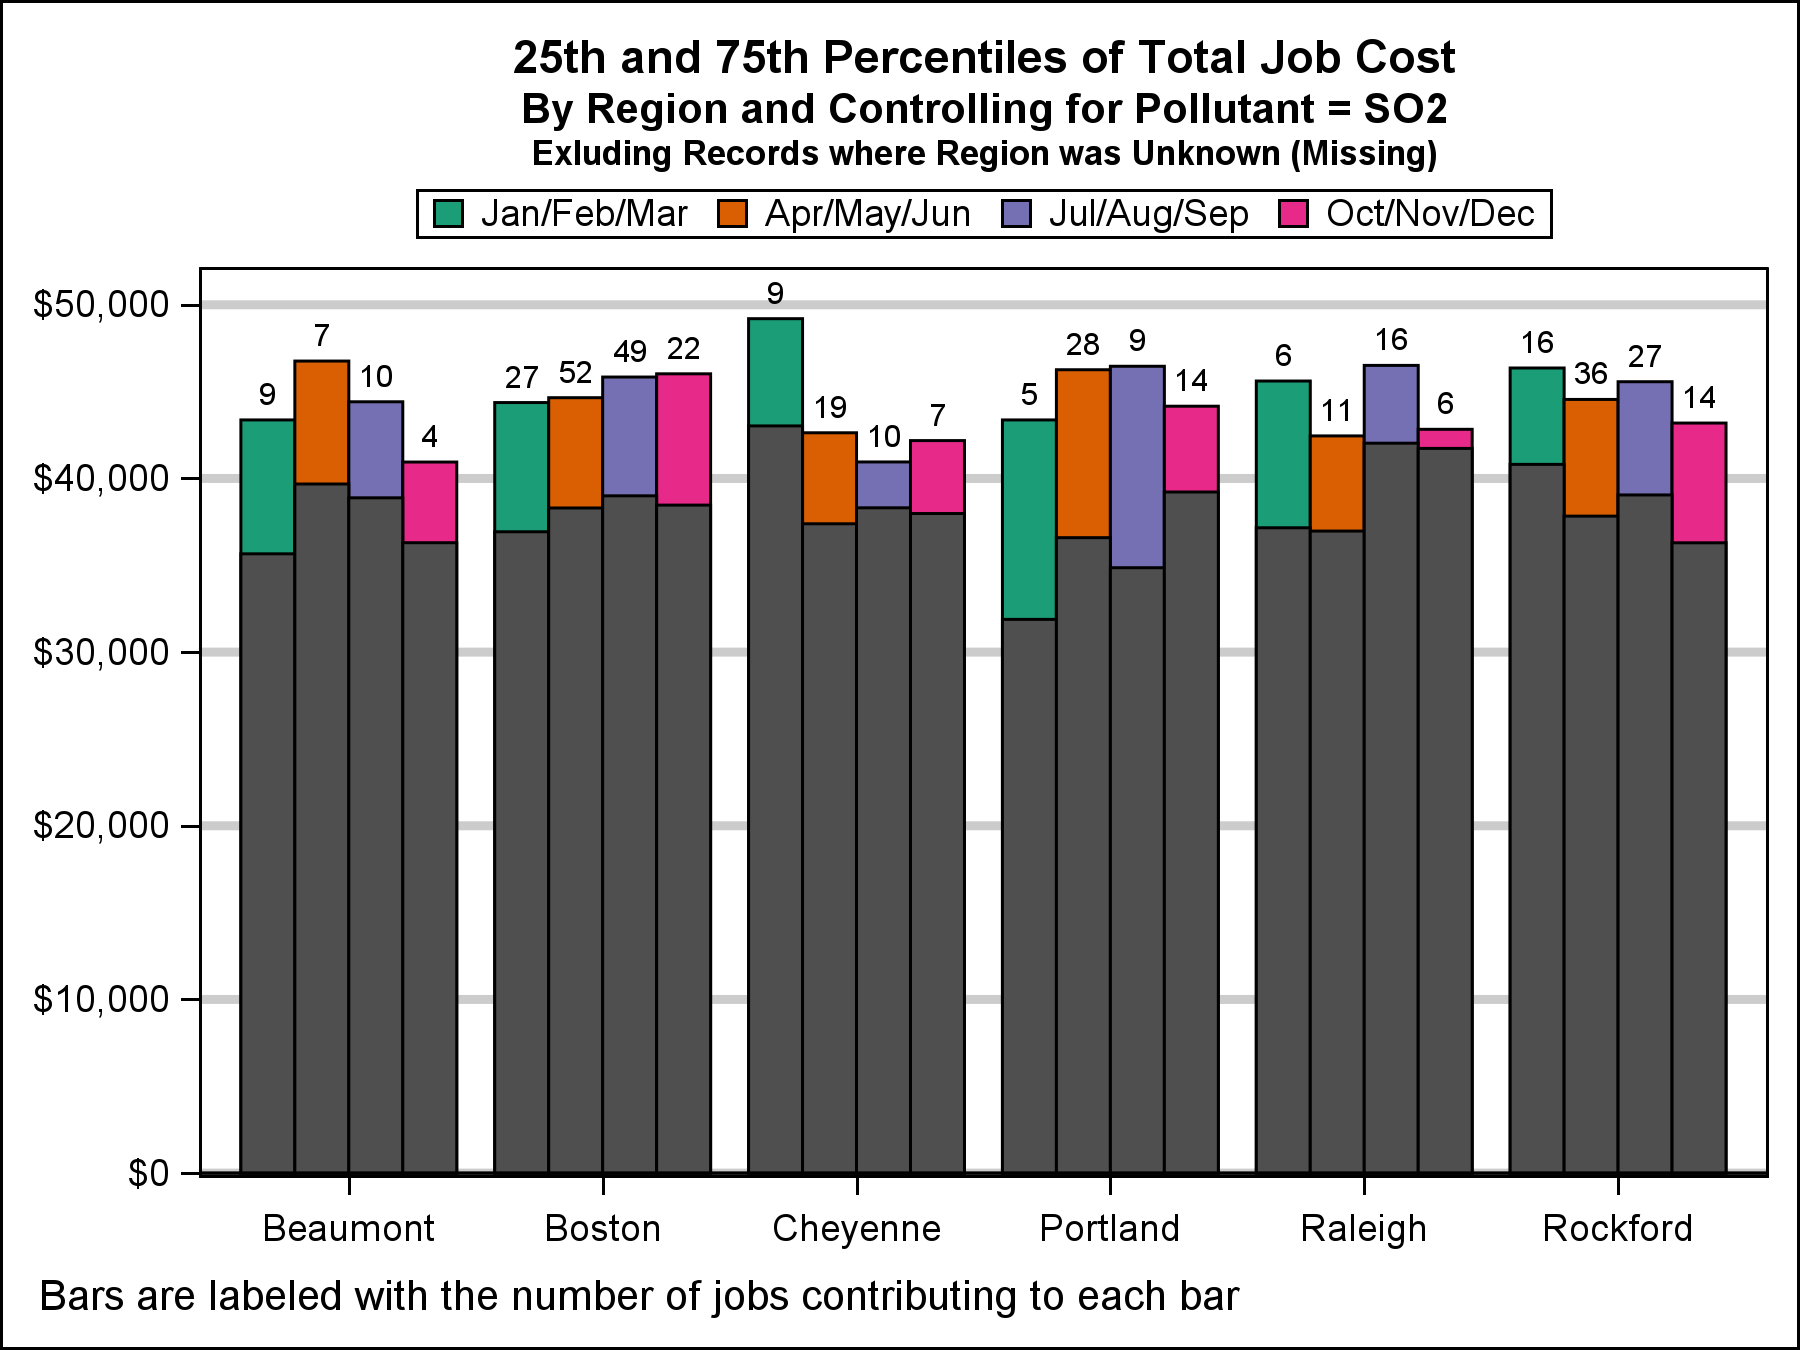 25th and 75th Percentiles of Total Job Cost
By Region and Controlling for Pollutant = SO2
Exluding Records where Region was Unknown (Missing)
Jan/Feb/Mar Apr/May/Jun Jul/Aug/Sep Oct/Nov/Dec
$50,000
$40,000
$30,000
$20,000
$10,000
$0
9 7 10 4
27 52 49 22
9 19 10 7
5 28 9 14
6 11 16 6
16 36 27 14
Beaumont Boston Cheyenne Portland Raleigh Rockford
Bars are labeled with the number of jobs contributing to each bar